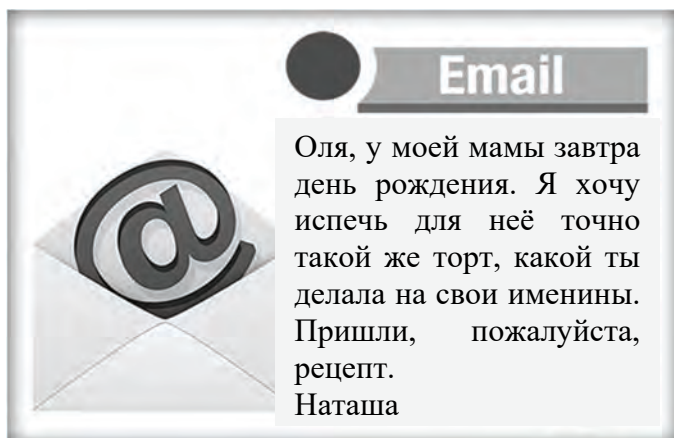 Email
Оля, у моей мамы завтра
день рождения. Я хочу
испечь для неё точно
такой же торт, какой ты
делала на свои именины.
Пришли, пожалуйста,
рецепт.
Наташа